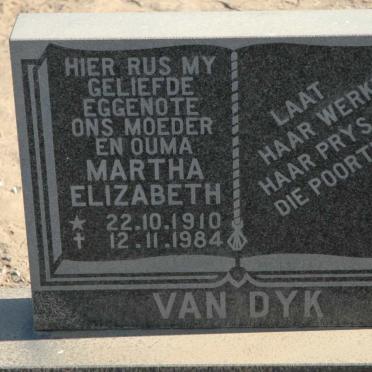 HIER RUS MY
GELIEFDE
EGGENOTE
ONS MOEDER
EN OUMA
MARTHA
ELIZABETH
* 22.10.1910
† 12.11.1984
LAAT
HAAR WERK
HAAR PRYS
DIE POORT
VAN DYK